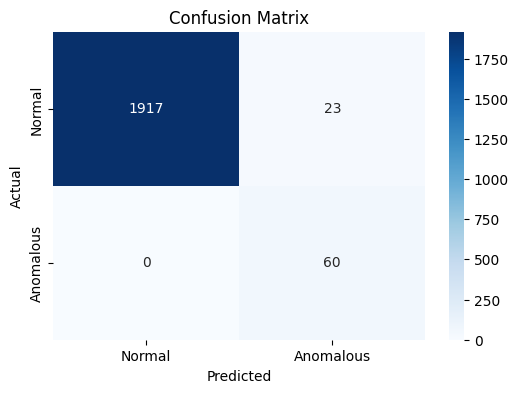 Confusion Matrix
Normal
Anomalous
Actual
1917
23
0
60
Normal
Anomalous
Predicted
1750
1500
1250
1000
750
500
250
0